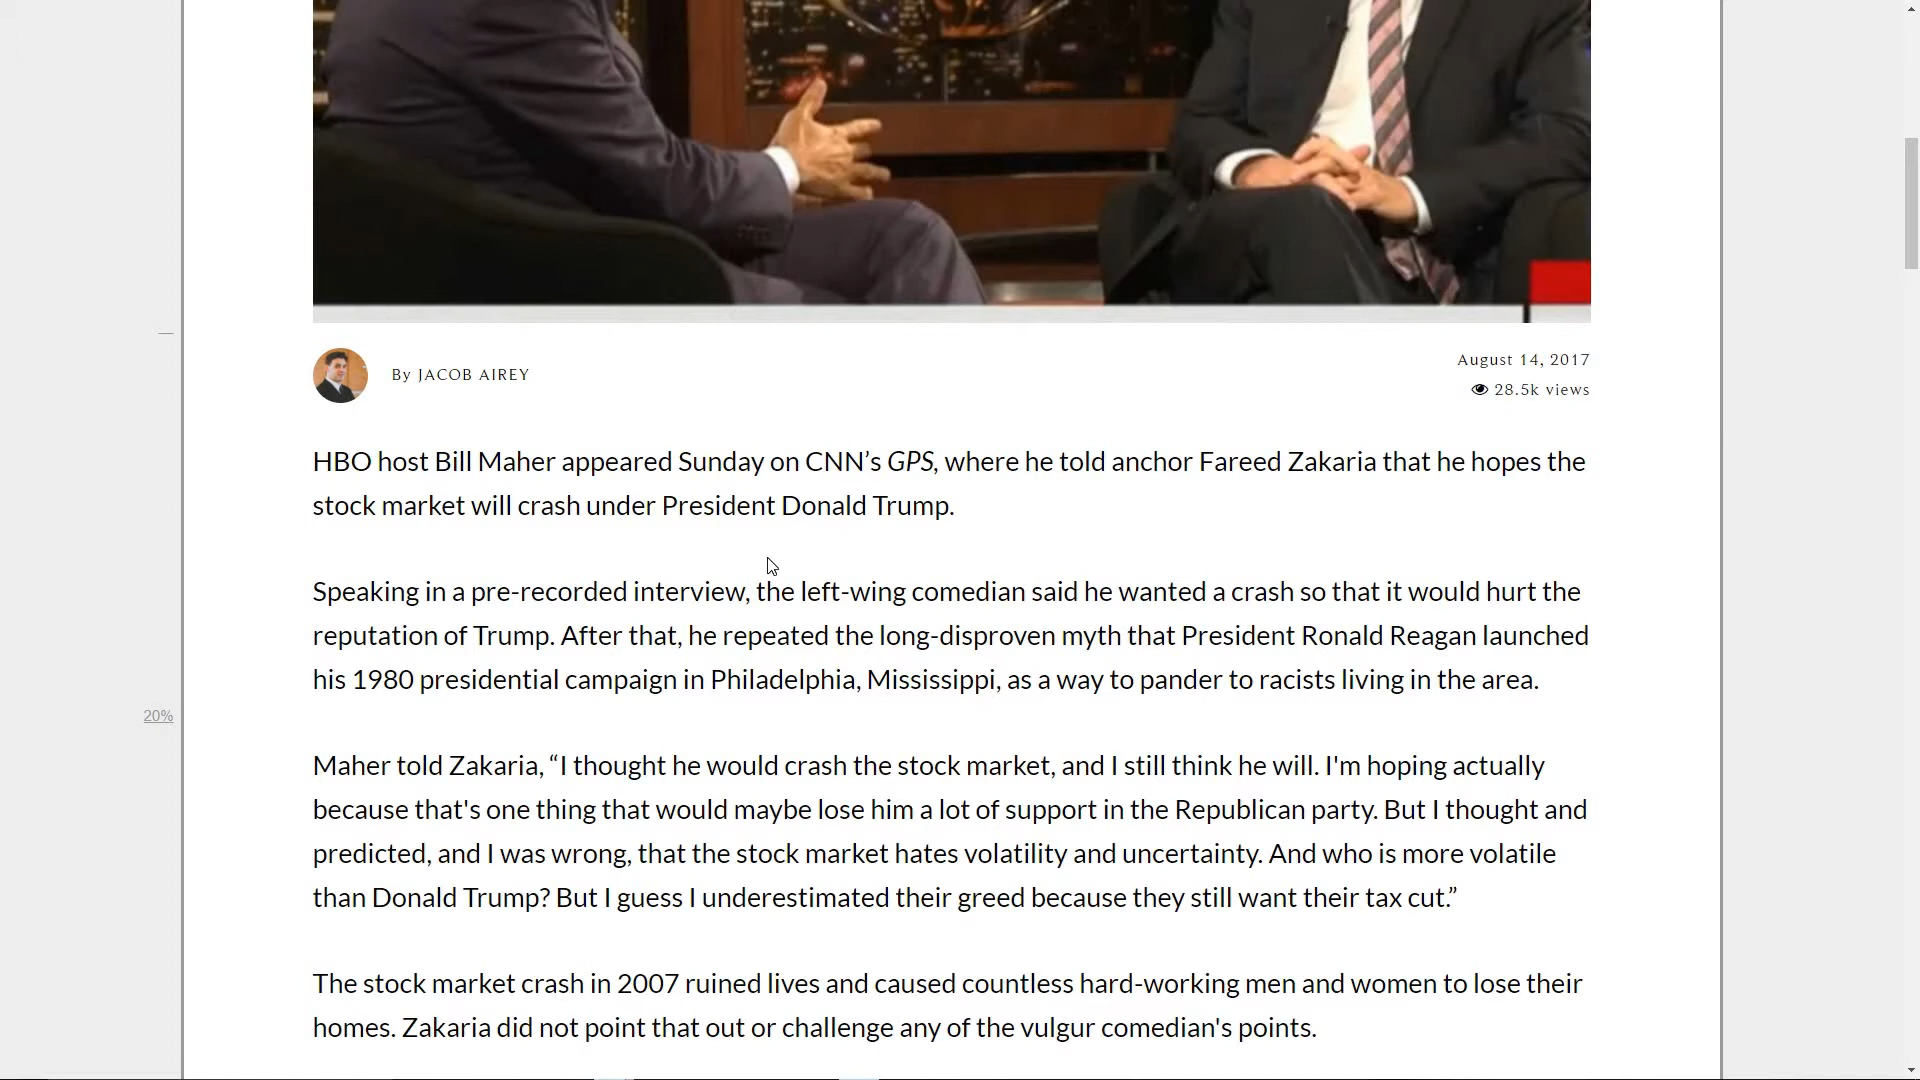 By JACOB AIREY
August 14, 2017
28.5k views
HBO host Bill Maher appeared Sunday on CNN’s GPS, where he told anchor Fareed Zakaria that he hopes the
stock market will crash under President Donald Trump.
Speaking in a pre-recorded interview, the left-wing comedian said he wanted a crash so that it would hurt the
reputation of Trump. After that, he repeated the long-disproven myth that President Ronald Reagan launched
his 1980 presidential campaign in Philadelphia, Mississippi, as a way to pander to racists living in the area.
20%
Maher told Zakaria, “I thought he would crash the stock market, and I still think he will. I'm hoping actually
because that's one thing that would maybe lose him a lot of support in the Republican party. But I thought and
predicted, and I was wrong, that the stock market hates volatility and uncertainty. And who is more volatile
than Donald Trump? But I guess I underestimated their greed because they still want their tax cut.”
The stock market crash in 2007 ruined lives and caused countless hard-working men and women to lose their
homes. Zakaria did not point that out or challenge any of the vulgur comedian's points.